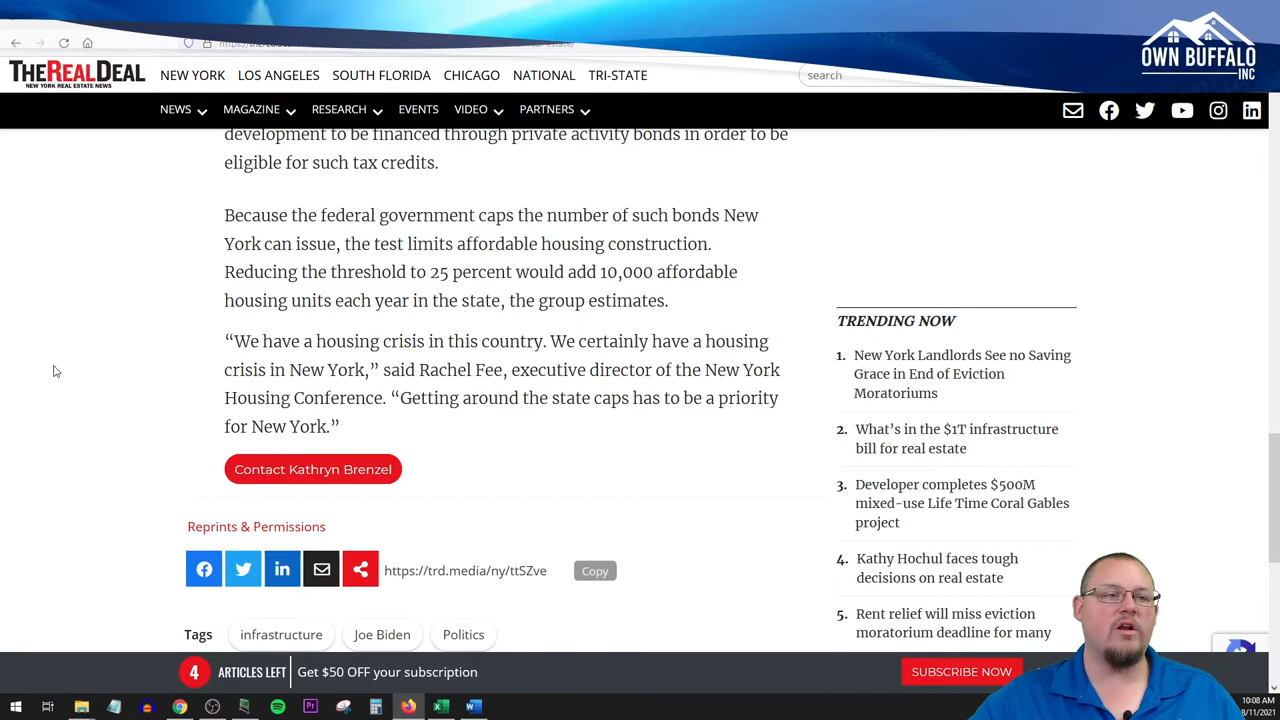 OWN BUFFALO
INC
THEREALDEAL
NEW YORK REAL ESTATE NEWS
NEW YORK LOS ANGELES SOUTH FLORIDA CHICAGO NATIONAL TRI-STATE
search
NEWS MAGAZINE RESEARCH EVENTS VIDEO PARTNERS
development to be financed through private activity bonds in order to be
eligible for such tax credits.
Because the federal government caps the number of such bonds New
York can issue, the test limits affordable housing construction.
Reducing the threshold to 25 percent would add 10,000 affordable
housing units each year in the state, the group estimates.
“We have a housing crisis in this country. We certainly have a housing
crisis in New York,” said Rachel Fee, executive director of the New York
Housing Conference. “Getting around the state caps has to be a priority
for New York.”
Contact Kathryn Brenzel
Reprints & Permissions
https://trd.media/ny/ttSZve
Copy
Tags infrastructure Joe Biden Politics
TRENDING NOW
1. New York Landlords See no Saving
Grace in End of Eviction
Moratoriums
2. What’s in the $1T infrastructure
bill for real estate
3. Developer completes $500M
mixed-use Life Time Coral Gables
project
4. Kathy Hochul faces tough
decisions on real estate
5. Rent relief will miss eviction
moratorium deadline for many
4 ARTICLES LEFT Get $50 OFF your subscription
SUBSCRIBE NOW
10:08 AM
8/11/2021